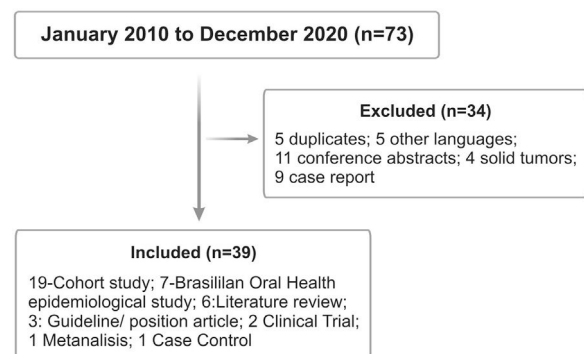 January 2010 to December 2020 (n=73)
Excluded (n=34)
5 duplicates; 5 other languages;
11 conference abstracts; 4 solid tumors;
9 case report
Included (n=39)
19-Cohort study; 7-Brasililan Oral Health
epidemiological study; 6:Literature review;
3: Guideline/ position article; 2 Clinical Trial;
1 Metanalisis; 1 Case Control